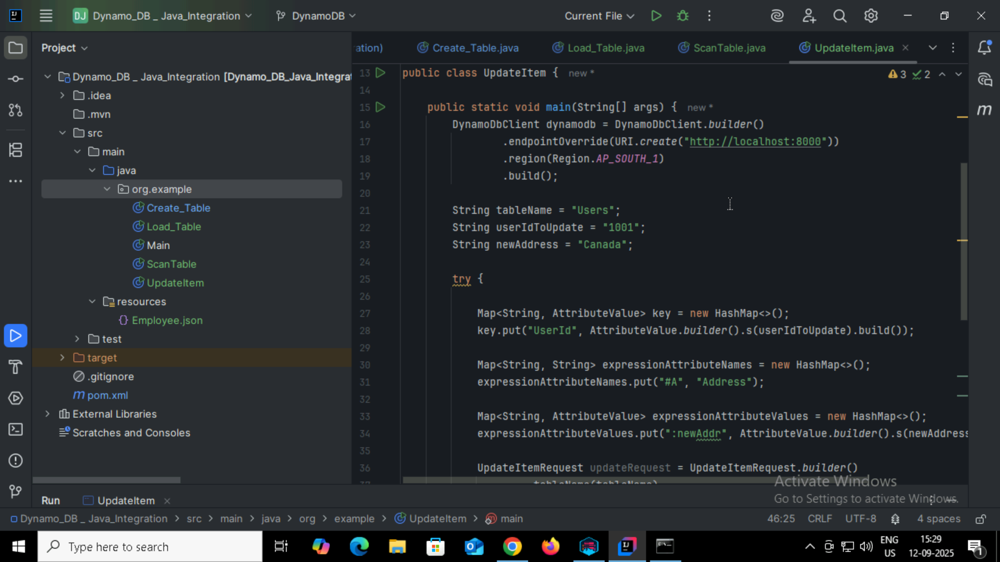 DJ Dynamo_DB _ Java_Integration
DynamoDB
Current File
Project
ation)
Create_Table.java
Load_Table.java
ScanTable.java
UpdateItem.java
Dynamo_DB _ Java_Integration [Dynamo_DB_Java_Integrat
.idea
.mvn
src
main
java
org.example
Create_Table
Load_Table
Main
ScanTable
UpdateItem
resources
Employee.json
test
target
.gitignore
pom.xml
External Libraries
Scratches and Consoles
13 public class UpdateItem { new *
3 2
14
15 public static void main(String[] args) { new *
16 DynamoDbClient dynamodb = DynamoDbClient.builder()
17 .endpointOverride(URI.create("http://localhost:8000"))
18 .region(Region.AP_SOUTH_1)
19 .build();
20
21 String tableName = "Users";
22 String userIdToUpdate = "1001";
23 String newAddress = "Canada";
24
25 try {
26
27 Map<String, AttributeValue> key = new HashMap<>();
28 key.put("UserId", AttributeValue.builder().s(userIdToUpdate).build());
29
30 Map<String, String> expressionAttributeNames = new HashMap<>();
31 expressionAttributeNames.put("#A", "Address");
32
33 Map<String, AttributeValue> expressionAttributeValues = new HashMap<>();
34 expressionAttributeValues.put(":newAddr", AttributeValue.builder().s(newAddress
35
36 UpdateItemRequest updateRequest = UpdateItemRequest.builder()
37 .tableName(tableName)
Activate Windows
Go to Settings to activate Windows.
Run UpdateItem
Dynamo_DB _ Java_Integration > src > main > java > org > example > UpdateItem > main
46:25 CRLF UTF-8 4 spaces
Type here to search
ENG
US
15:29
12-09-2025
1